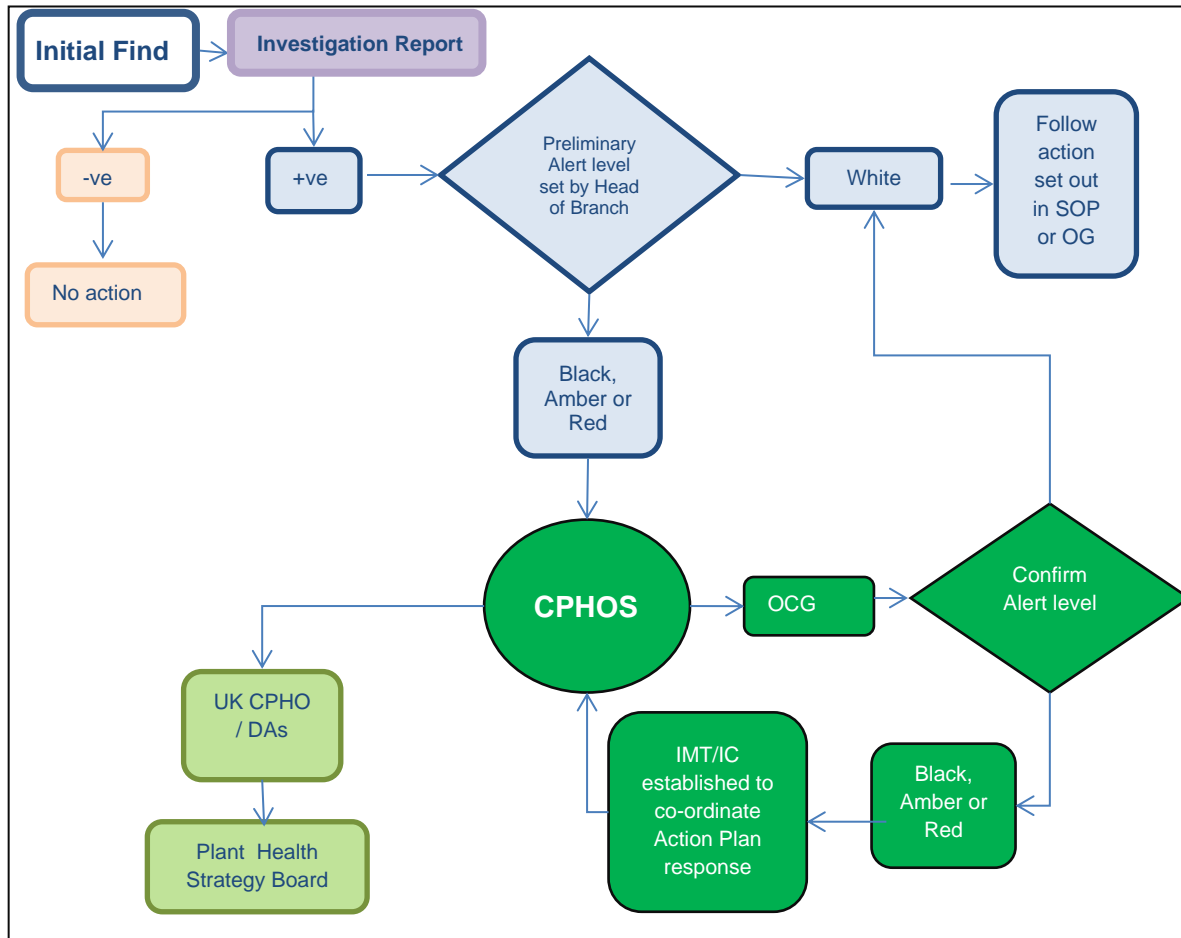 Initial Find
Investigation Report
-ve
+ve
No action
Preliminary
Alert level
set by Head
of Branch
White
Follow
action
set out
in SOP
or OG
Black,
Amber or
Red
CPHOS
OCG
Confirm
Alert level
UK CPHO
/ DAs
Plant Health
Strategy Board
IMT/IC
established to
co-ordinate
Action Plan
response
Black,
Amber or
Red